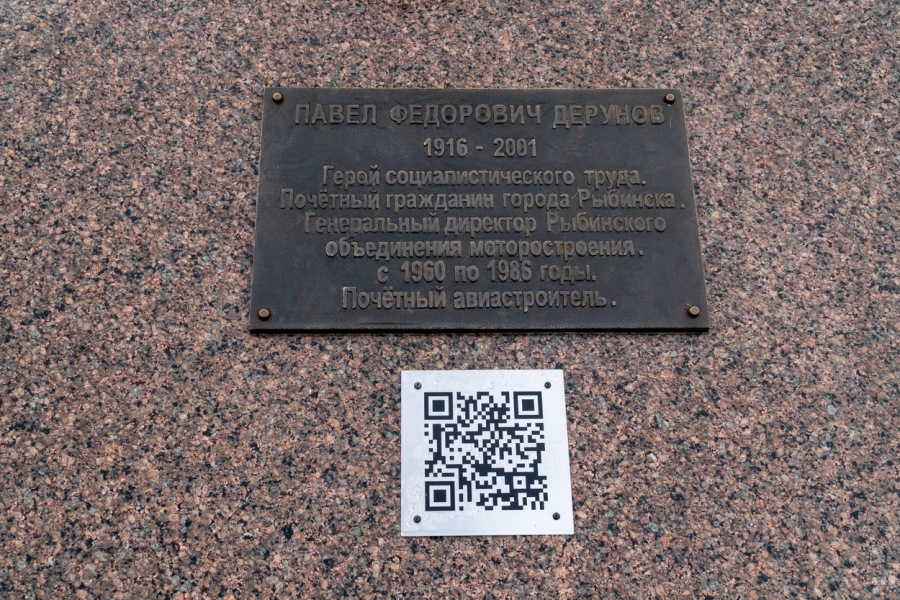 ПАВЕЛ ФЕДОРОВИЧ ДЕРУНОВ
1916 - 2001
Герой социалистического труда.
Почётный гражданин города Рыбинска.
Генеральный директор Рыбинского
объединения моторостроения.
с 1960 по 1986 годы.
Почётный авиастроитель.